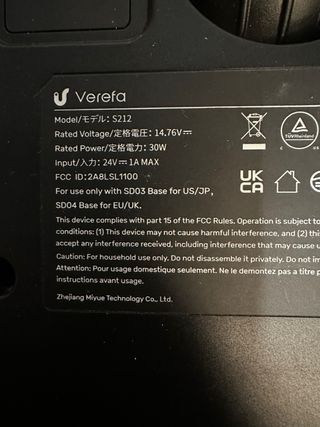 Verefa
Model/モデル: S212
Rated Voltage/定格電圧: 14.76V⎓
Rated Power/定格電力: 30W
Input/入力: 24V⎓1A MAX
FCC ID:2A8LSL1100
For use only with SD03 Base for US/JP,
SD04 Base for EU/UK.
This device complies with part 15 of the FCC Rules. Operation is subject to
conditions: (1) This device may not cause harmful interference, and (2) th
accept any interference received, including interference that may cause u
Caution: For household use only. Do not disassemble it privately. Do not in
Attention: Pour usage domestique seulement. Ne le demontez pas a titre p
instructions avant usage.
Zhejiang Miyue Technology Co., Ltd.
TÜVRheinland
UK
CA